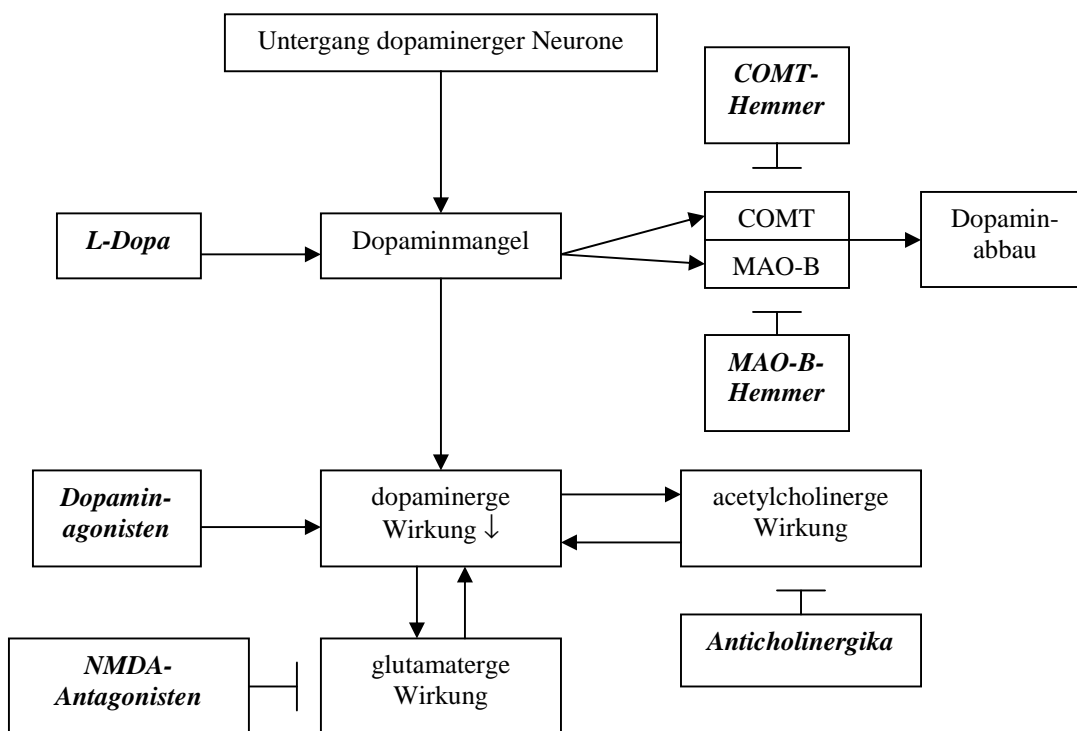 Untergang dopaminerger Neurone
COMT-
Hemmer
L-Dopa
Dopaminmangel
COMT
MAO-B
Dopamin-
abbau
MAO-B-
Hemmer
Dopamin-
agonisten
dopaminerge
Wirkung ↓
acetylcholinerge
Wirkung
NMDA-
Antagonisten
glutamaterge
Wirkung
Anticholinergika